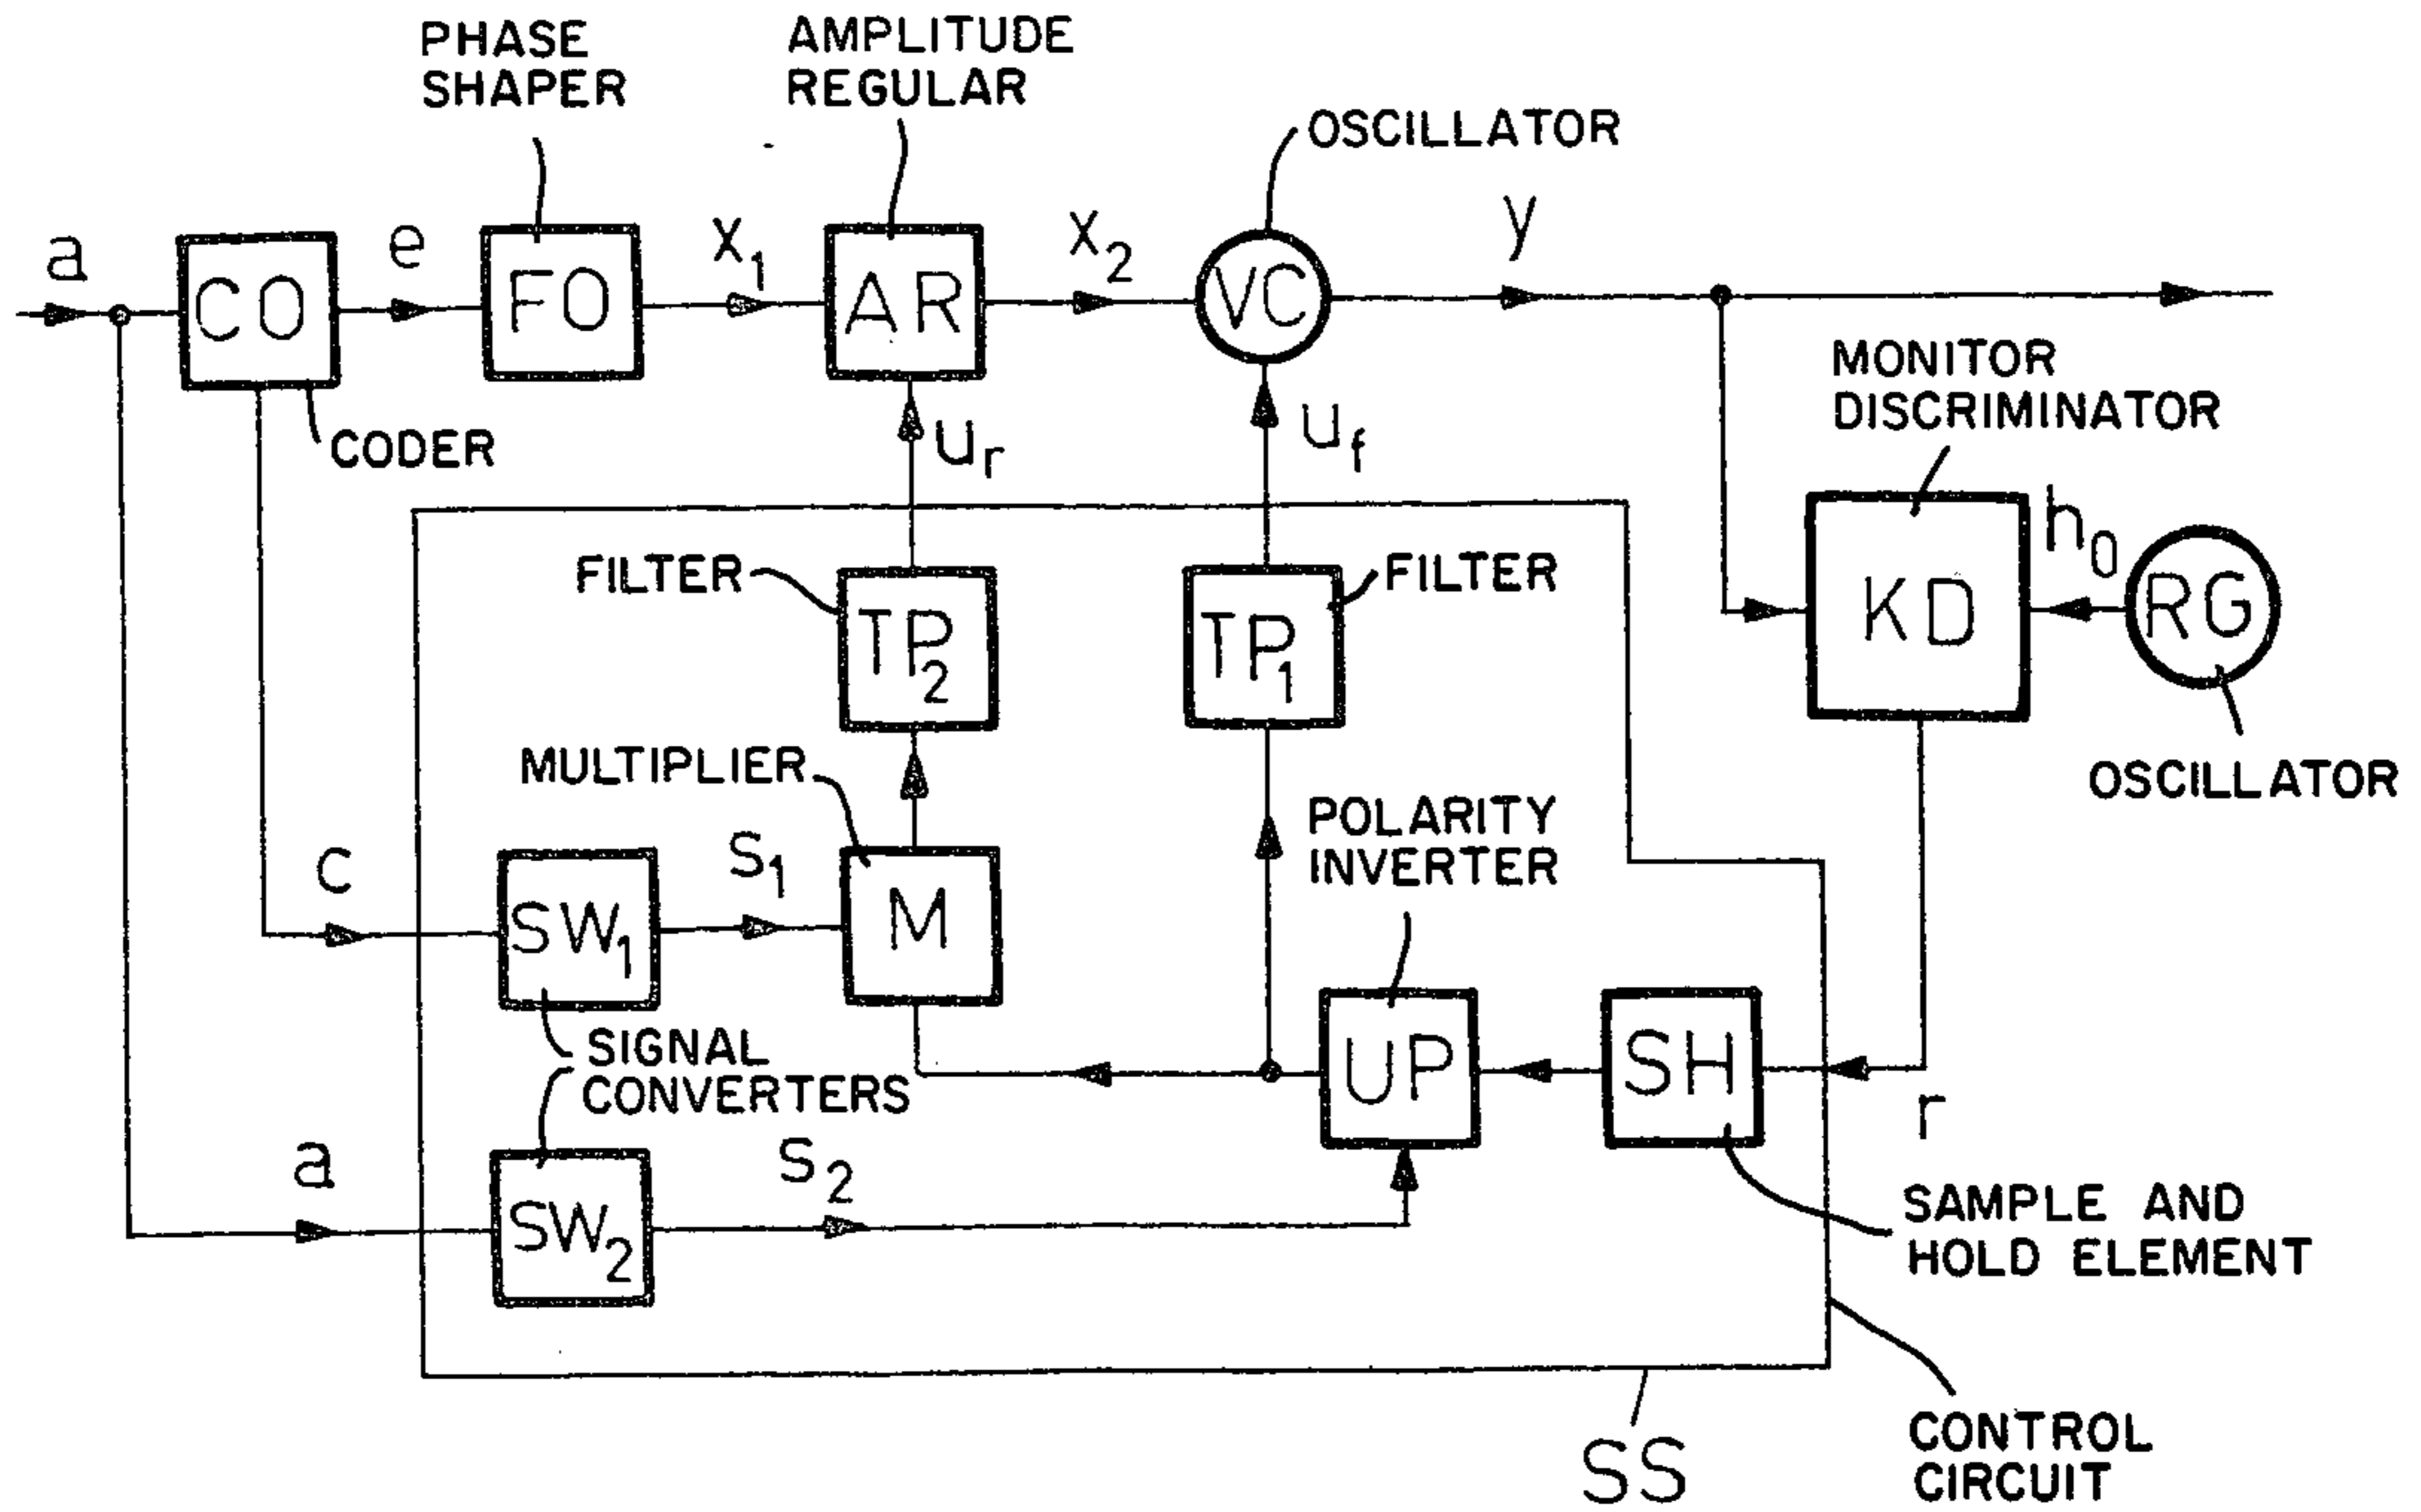 PHASE
SHAPER
AMPLITUDE
REGULAR
OSCILLATOR
a
CO
e
FO
x1
AR
x2
VC
y
CODER
ur
uf
MONITOR
DISCRIMINATOR
h0
KD
RG
OSCILLATOR
FILTER
TP2
TP1
FILTER
MULTIPLIER
POLARITY
INVERTER
c
SW1
s1
M
SIGNAL
CONVERTERS
UP
SH
r
a
SW2
s2
SAMPLE AND
HOLD ELEMENT
SS
CONTROL
CIRCUIT